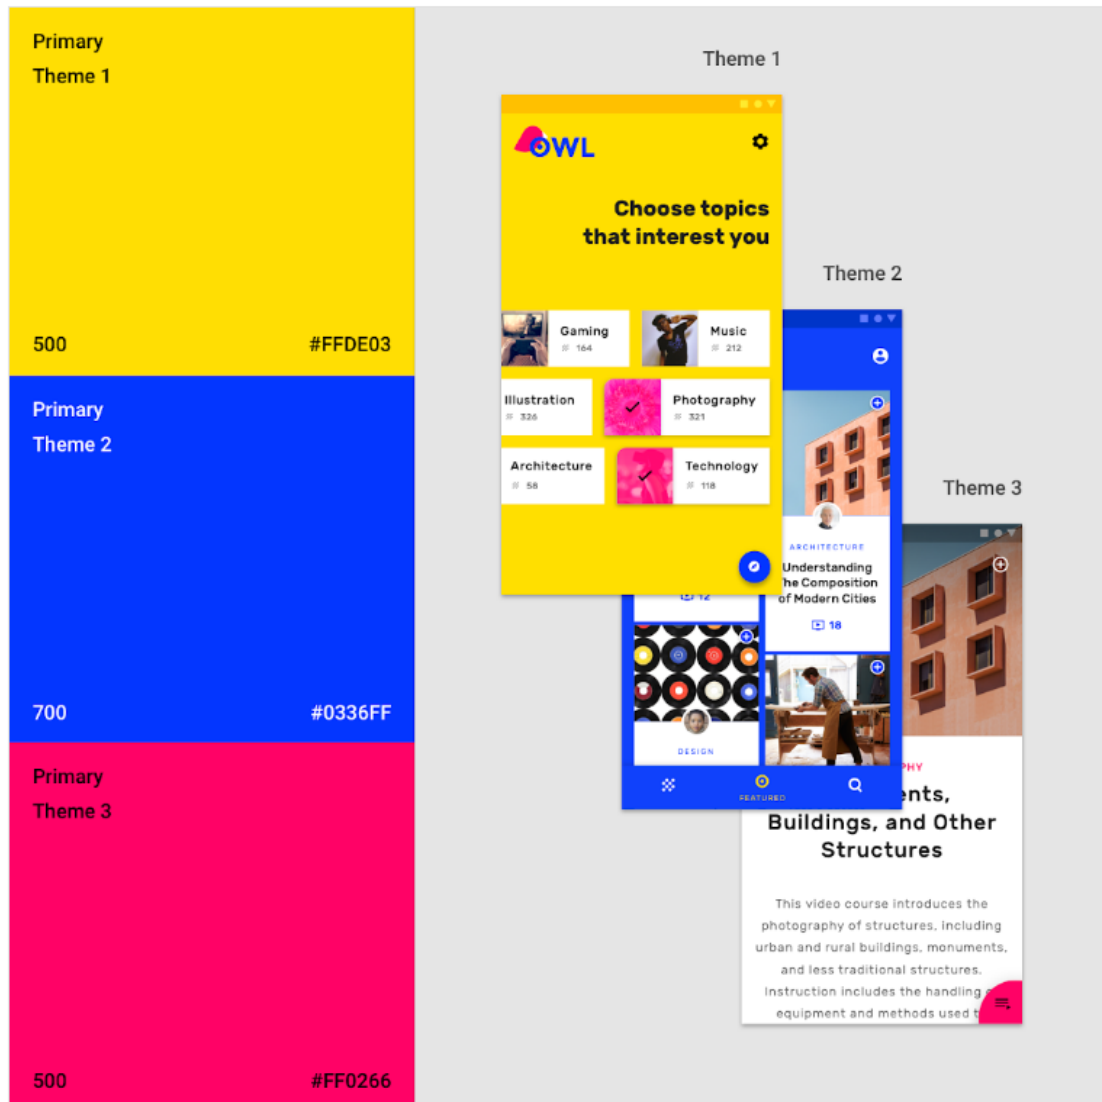 Primary
Theme 1
500 #FFDE03
Primary
Theme 2
700 #0336FF
Primary
Theme 3
500 #FF0266
Theme 1
OWL
Choose topics
that interest you
Gaming
164
Music
212
Illustration
326
Photography
321
Architecture
58
Technology
118
Theme 2
ARCHITECTURE
Understanding
The Composition
of Modern Cities
18
12
DESIGN
FEATURED
Theme 3
Buildings, and Other
Structures
This video course introduces the
photography of structures, including
urban and rural buildings, monuments,
and less traditional structures.
Instruction includes the handling
equipment and methods used